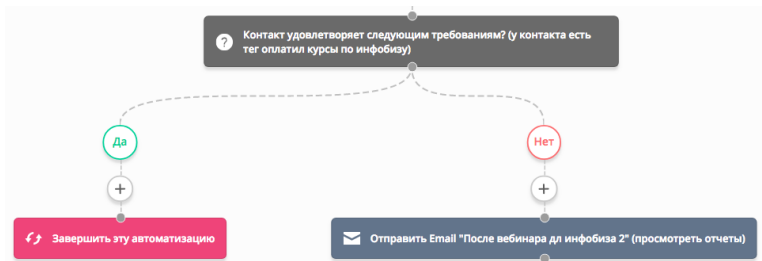 Контакт удовлетворяет следующим требованиям? (у контакта есть
тег оплатил курсы по инфобизу)
Да
Нет
Завершить эту автоматизацию
Отправить Email "После вебинара дл инфобиза 2" (просмотреть отчеты)